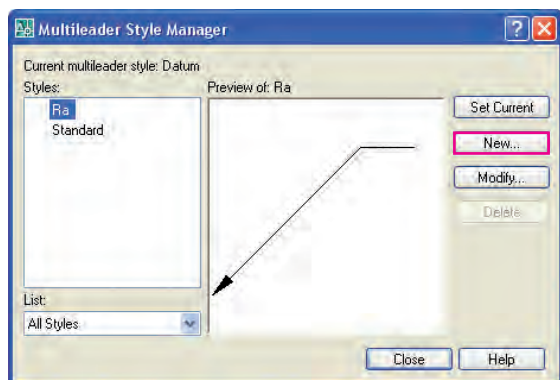 Multileader Style Manager
Current multileader style: Datum
Styles:
Preview of: Ra
Ra
Standard
Set Current
New...
Modify...
Delete
List:
All Styles
Close
Help